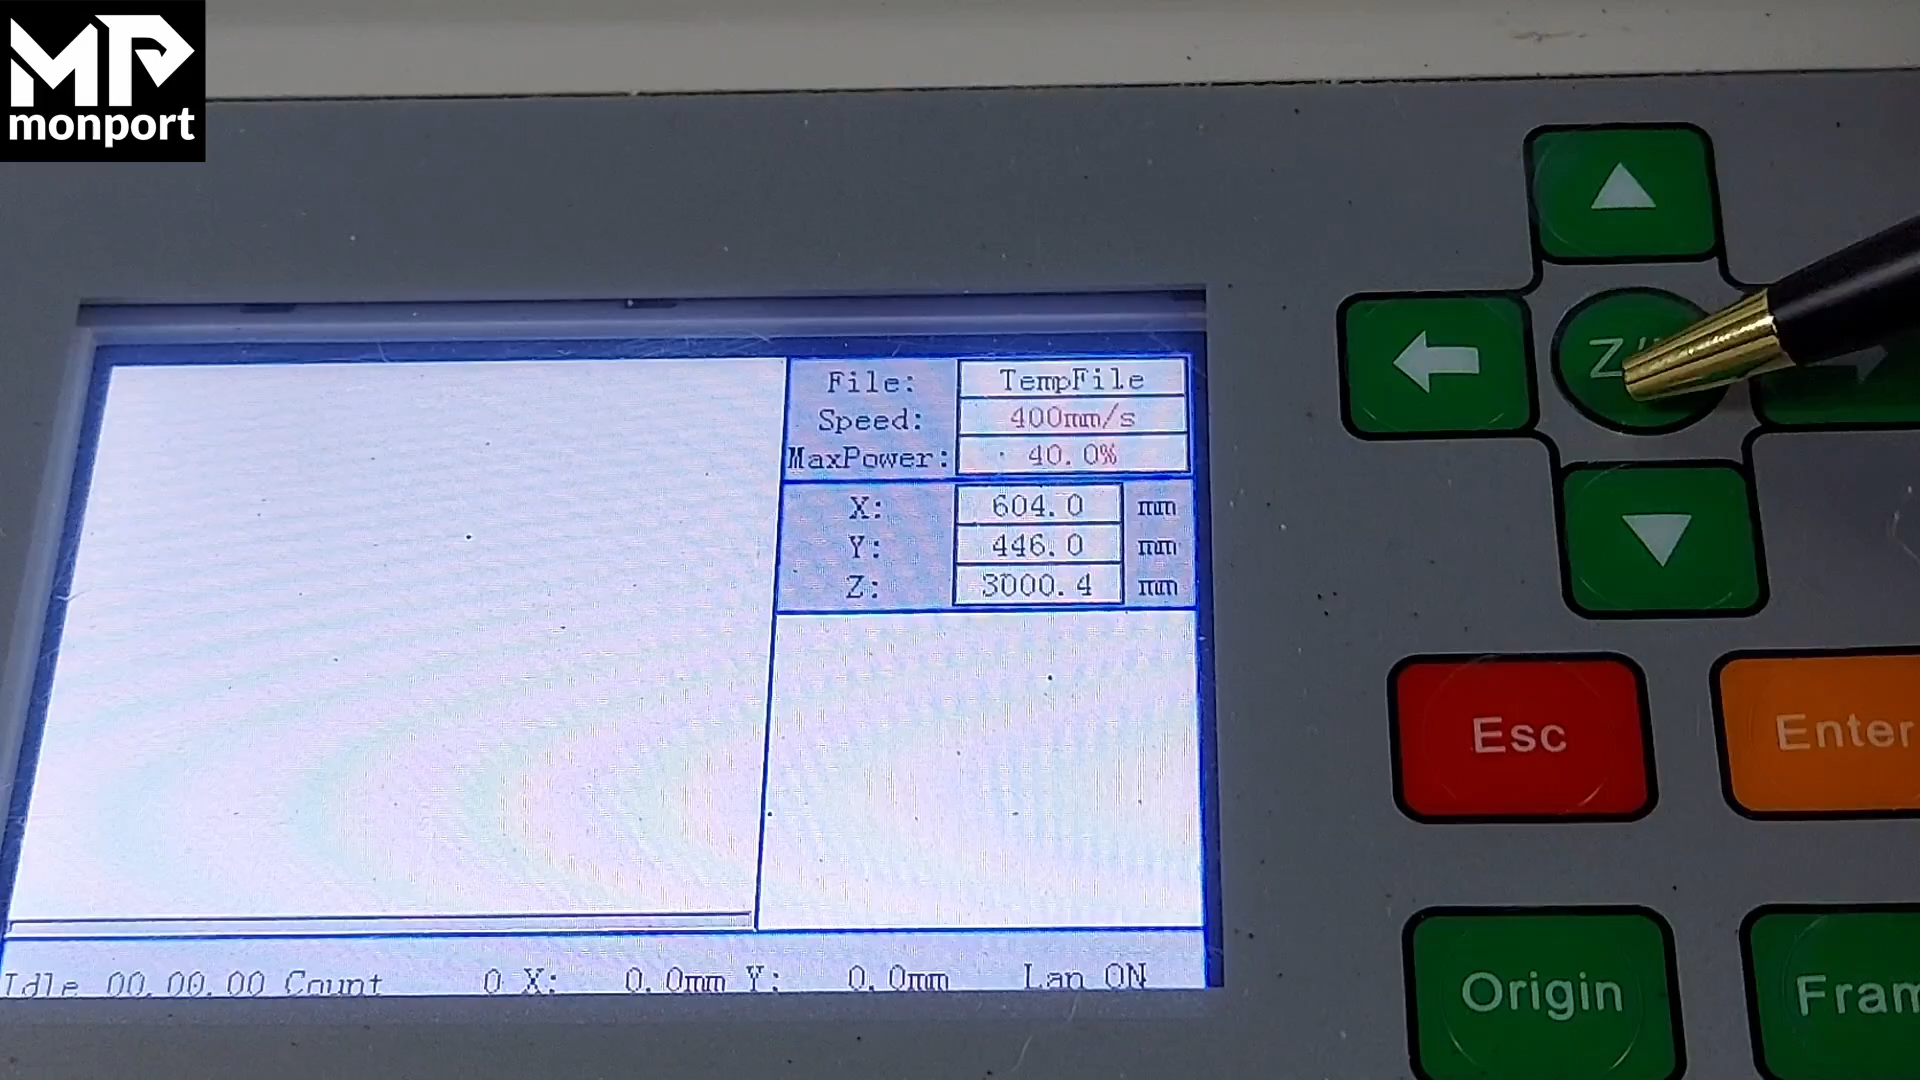 MP
monport
File: TempFile
Speed: 400mm/s
MaxPower: 40.0%
X: 604.0 mm
Y: 446.0 mm
Z: 3000.4 mm
Idle 00.00.00 Count 0 X: 0.0mm Y: 0.0mm Lan ON
Esc
Enter
Origin
Fram